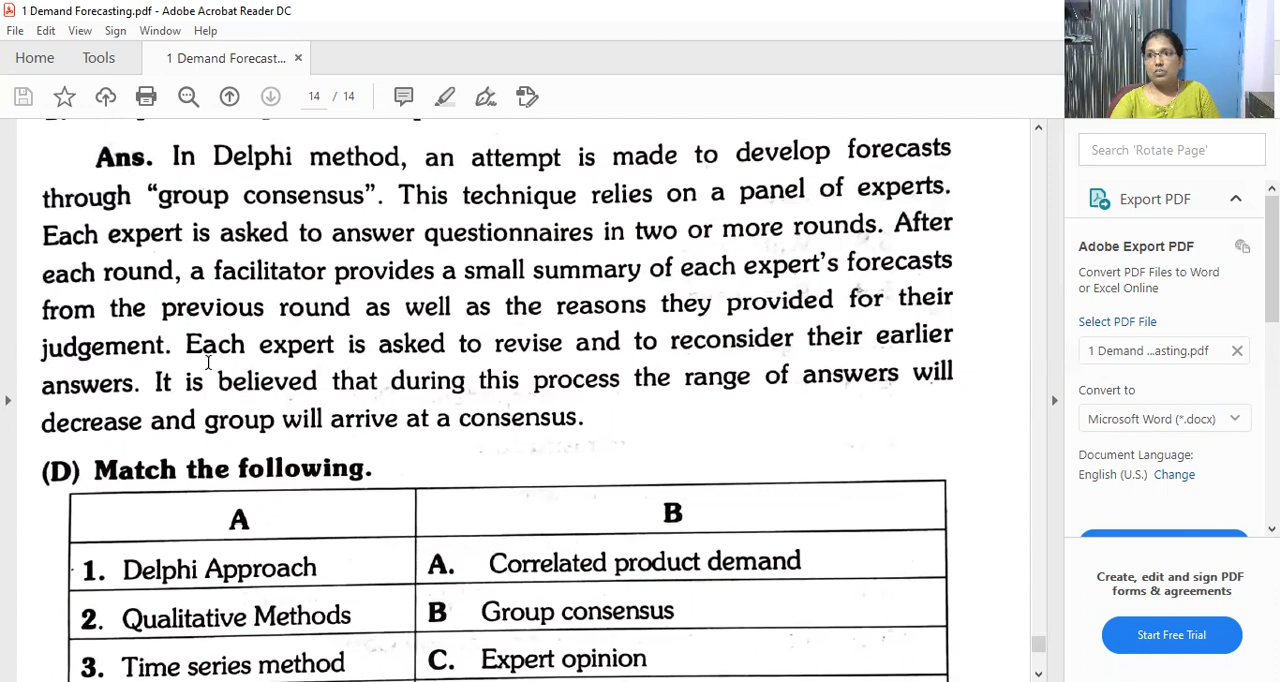 1 Demand Forecasting.pdf - Adobe Acrobat Reader DC
File Edit View Sign Window Help
Home Tools 1 Demand Forecast... ×
14 / 14
Search 'Rotate Page'
Export PDF
Adobe Export PDF
Convert PDF Files to Word
or Excel Online
Select PDF File
1 Demand ...asting.pdf
Convert to
Microsoft Word (*.docx)
Document Language:
English (U.S.) Change
Create, edit and sign PDF
forms & agreements
Start Free Trial
Ans. In Delphi method, an attempt is made to develop forecasts
through “group consensus”. This technique relies on a panel of experts.
Each expert is asked to answer questionnaires in two or more rounds. After
each round, a facilitator provides a small summary of each expert’s forecasts
from the previous round as well as the reasons they provided for their
judgement. Each expert is asked to revise and to reconsider their earlier
answers. It is believed that during this process the range of answers will
decrease and group will arrive at a consensus.
(D) Match the following.
A B
1. Delphi Approach A. Correlated product demand
2. Qualitative Methods B Group consensus
3. Time series method C. Expert opinion